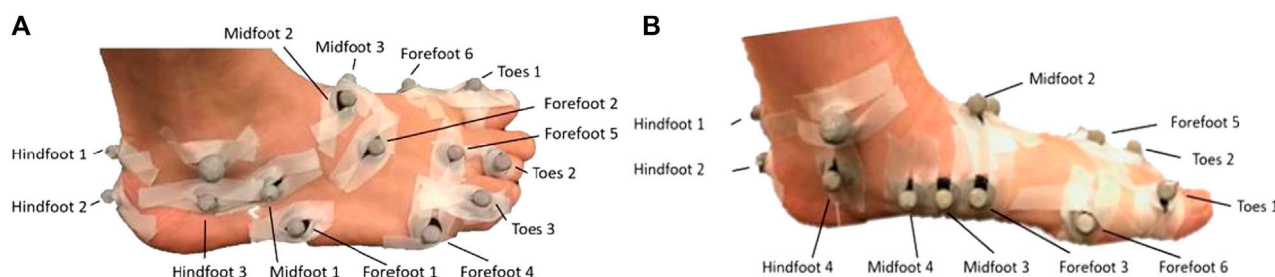 A
Midfoot 2
Midfoot 3
Forefoot 6
Toes 1
Forefoot 2
Forefoot 5
Toes 2
Toes 3
Hindfoot 1
Hindfoot 2
Hindfoot 3
Midfoot 1
Forefoot 1
Forefoot 4
B
Midfoot 2
Hindfoot 1
Forefoot 5
Hindfoot 2
Toes 2
Toes 1
Hindfoot 4
Midfoot 4
Midfoot 3
Forefoot 3
Forefoot 6